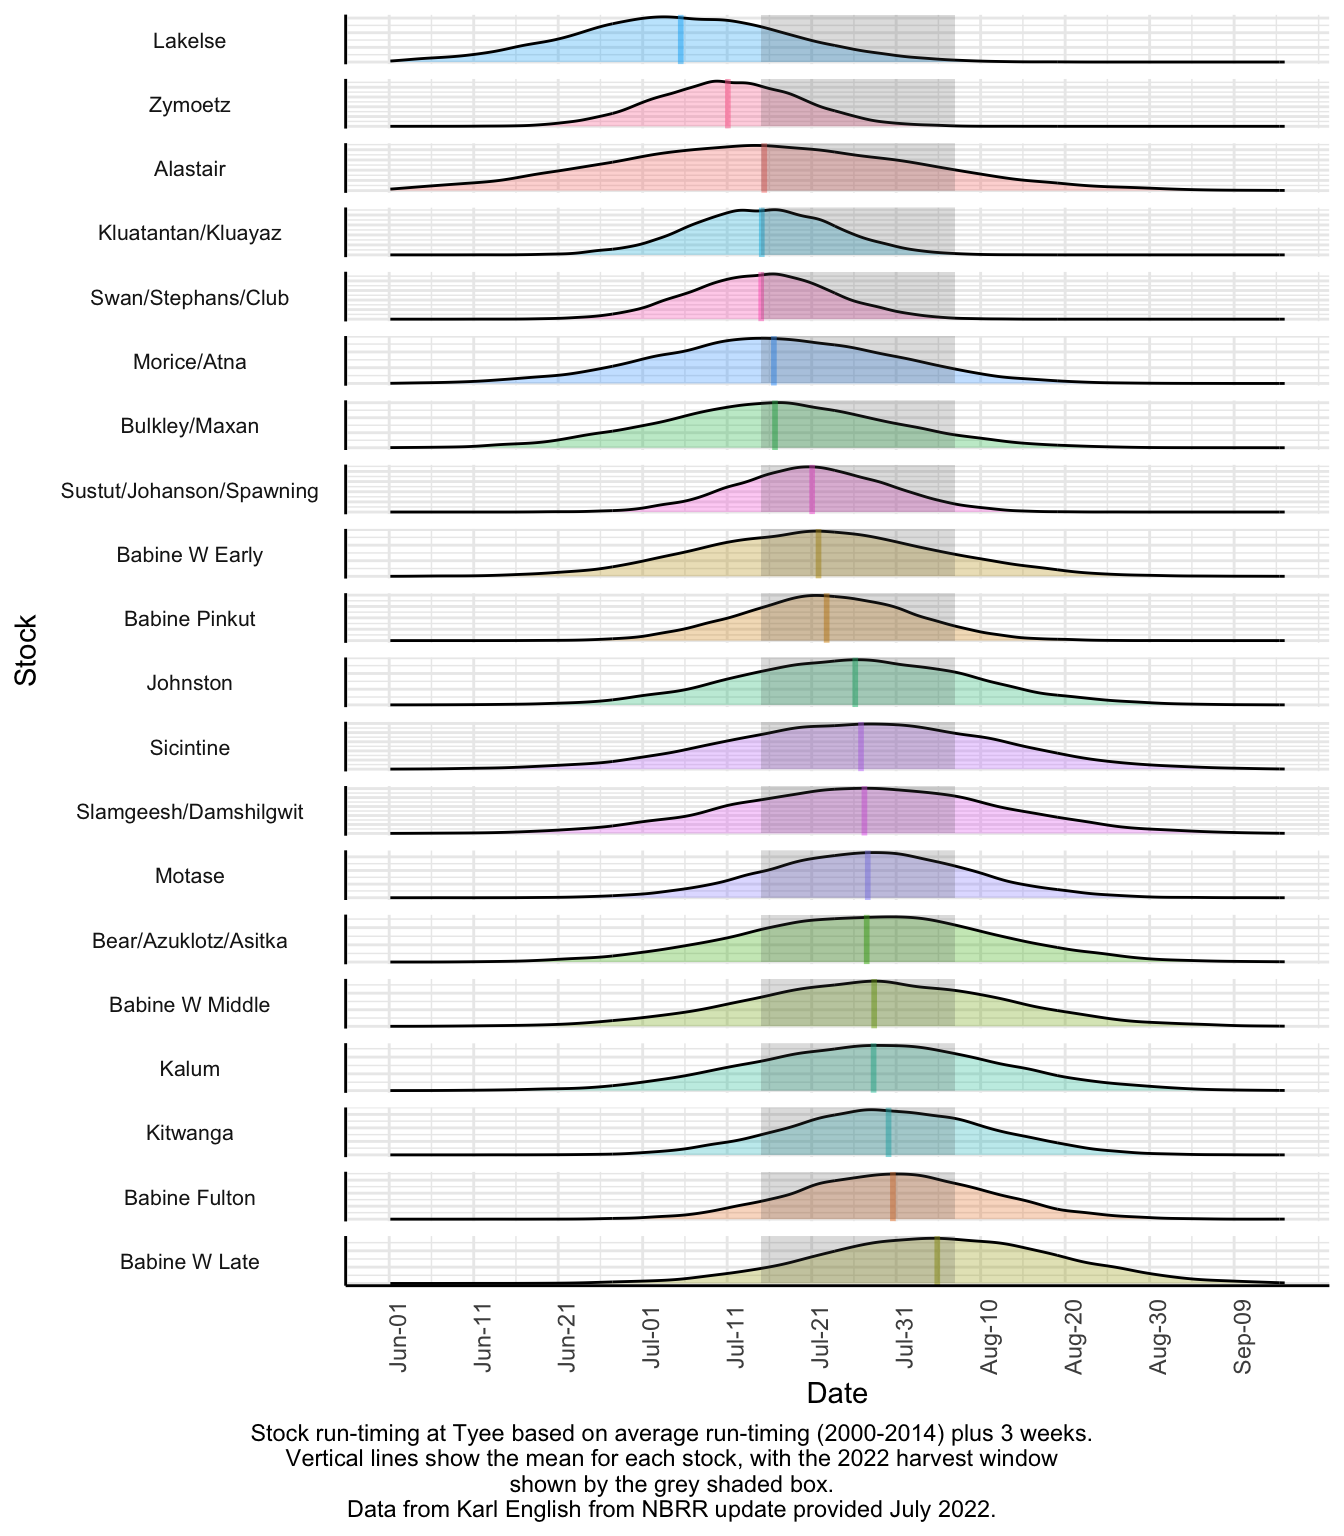 Lakelse
Zymoetz
Alastair
Kluatantan/Kluayaz
Swan/Stephans/Club
Morice/Atna
Bulkley/Maxan
Sustut/Johanson/Spawning
Babine W Early
Babine Pinkut
Johnston
Sicintine
Slamgeesh/Damshilgwit
Motase
Bear/Azuklotz/Asitka
Babine W Middle
Kalum
Kitwanga
Babine Fulton
Babine W Late
Stock
Jun-01 Jun-11 Jun-21 Jul-01 Jul-11 Jul-21 Jul-31 Aug-10 Aug-20 Aug-30 Sep-09
Date
Stock run-timing at Tyee based on average run-timing (2000-2014) plus 3 weeks.
Vertical lines show the mean for each stock, with the 2022 harvest window
shown by the grey shaded box.
Data from Karl English from NBRR update provided July 2022.